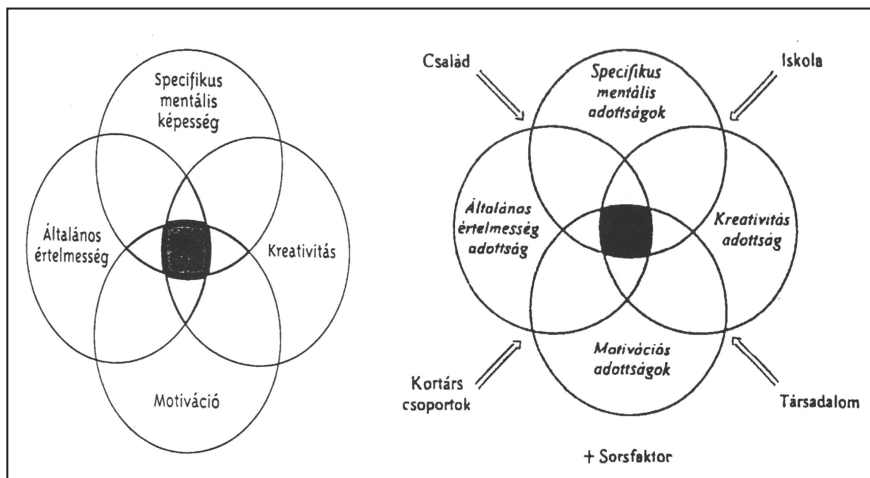 Specifikus
mentális
képesség
Általános
értelmesség
Kreativitás
Motiváció
Család
Iskola
Specifikus
mentális
adottságok
Általános
értelmesség
adottság
Kreativitás
adottság
Motivációs
adottságok
Kortárs
csoportok
Társadalom
+ Sorsfaktor